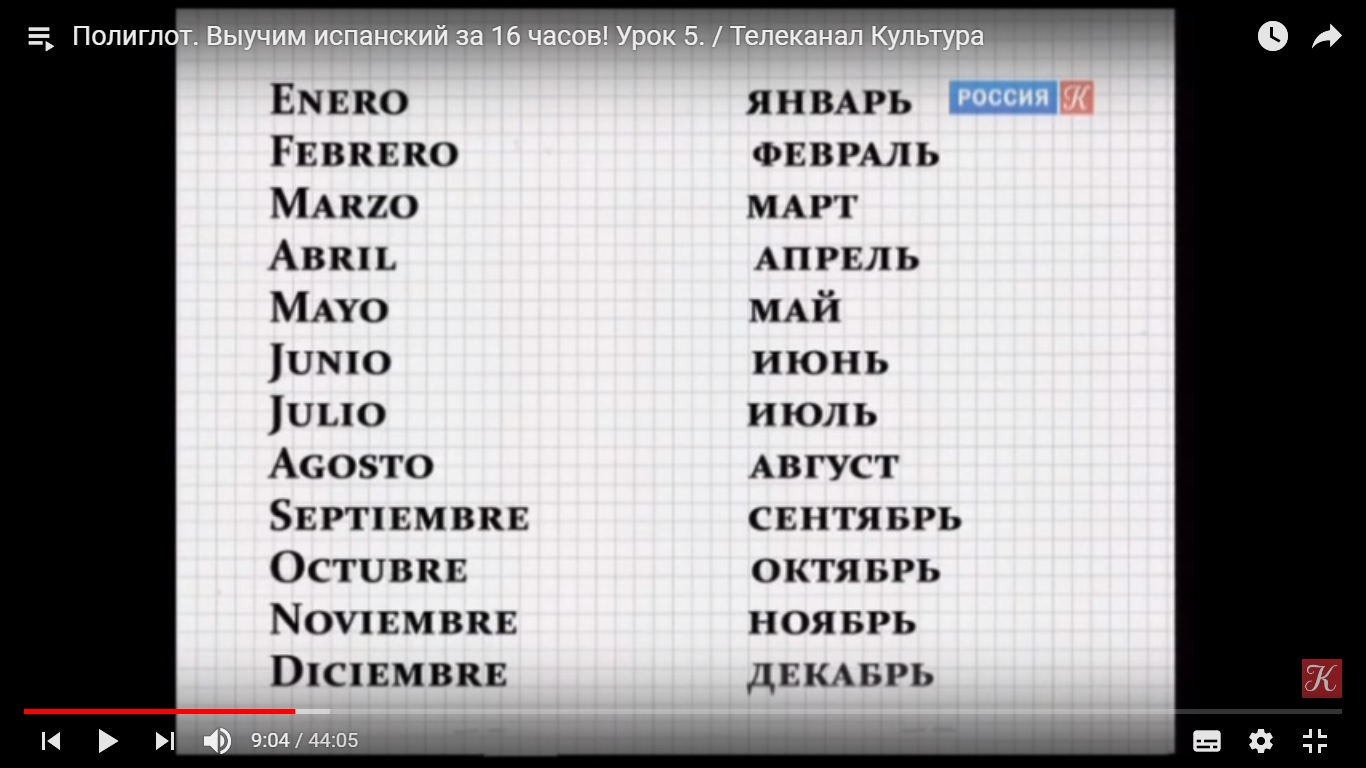 Полиглот. Выучим испанский за 16 часов! Урок 5. / Телеканал Культура
ENERO ЯНВАРЬ РОССИЯ К
FEBRERO ФЕВРАЛЬ
MARZO МАРТ
ABRIL АПРЕЛЬ
MAYO МАЙ
JUNIO ИЮНЬ
JULIO ИЮЛЬ
AGOSTO АВГУСТ
SEPTIEMBRE СЕНТЯБРЬ
OCTUBRE ОКТЯБРЬ
NOVIEMBRE НОЯБРЬ
DICIEMBRE ДЕКАБРЬ
К
9:04 / 44:05